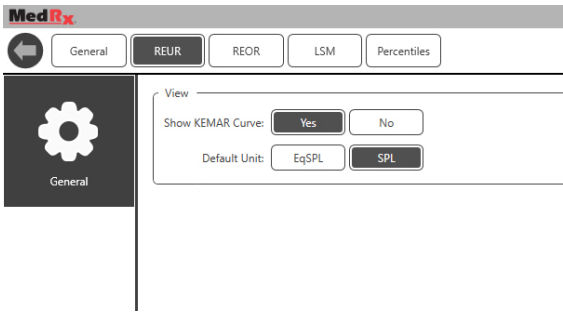 MedRx
General REUR REOR LSM Percentiles
View
Show KEMAR Curve: Yes No
Default Unit: EqSPL SPL
General